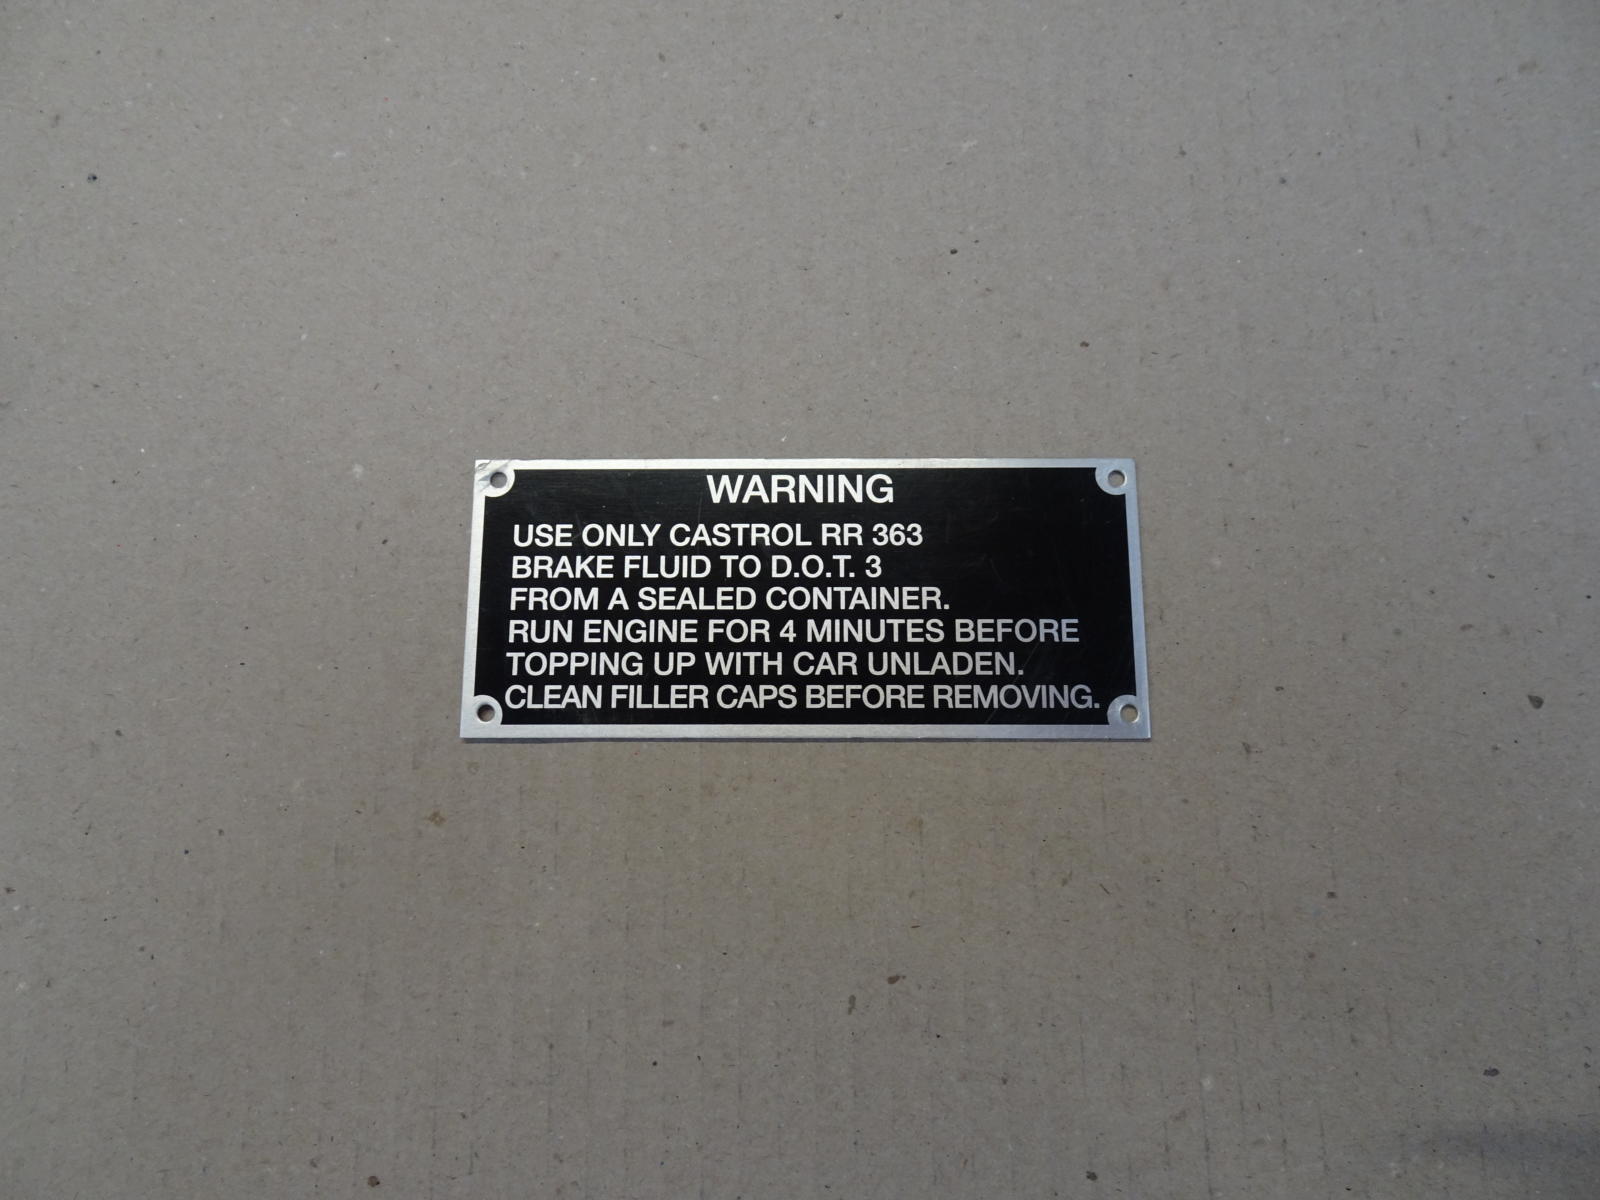 WARNING
USE ONLY CASTROL RR 363
BRAKE FLUID TO D.O.T. 3
FROM A SEALED CONTAINER.
RUN ENGINE FOR 4 MINUTES BEFORE
TOPPING UP WITH CAR UNLADEN.
CLEAN FILLER CAPS BEFORE REMOVING.